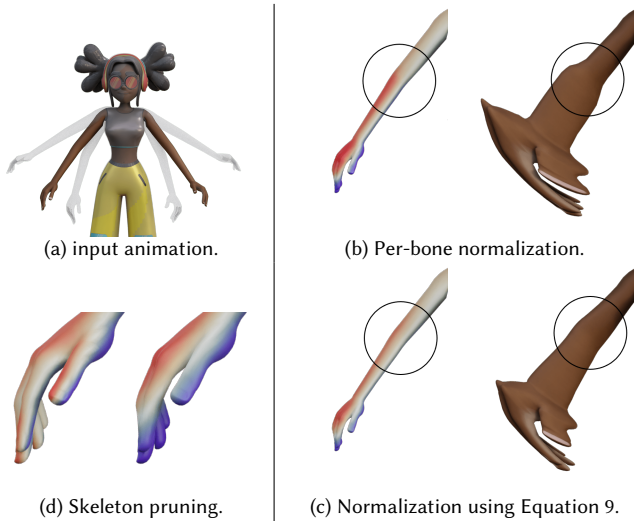 (a) input animation.
(b) Per-bone normalization.
(d) Skeleton pruning.
(c) Normalization using Equation 9.